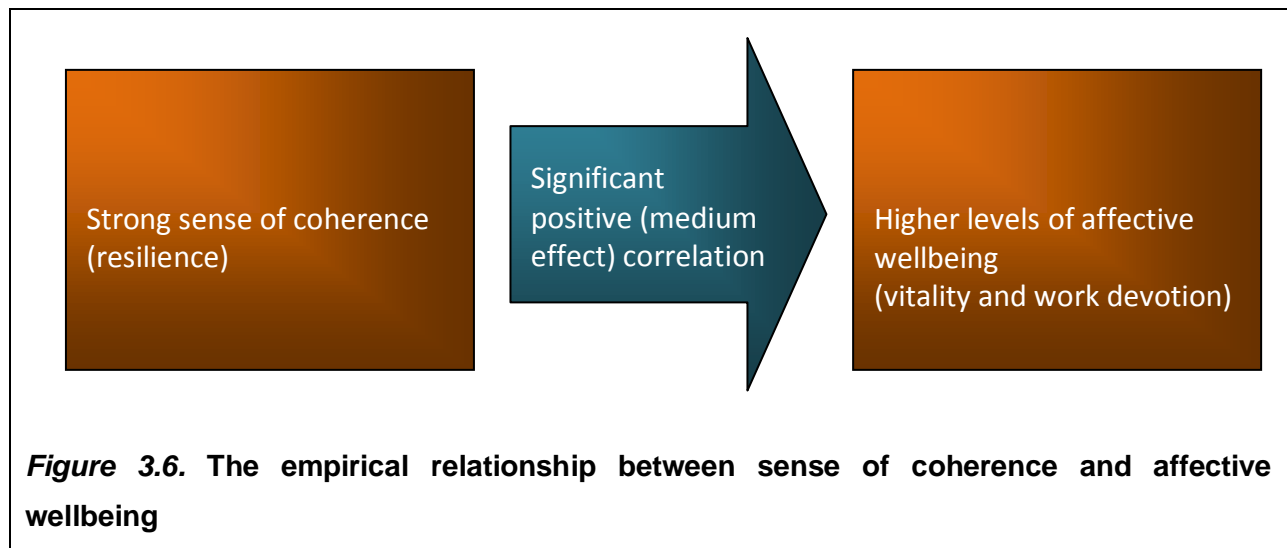 Strong sense of coherence
(resilience)
Significant
positive (medium
effect) correlation
Higher levels of affective
wellbeing
(vitality and work devotion)
Figure 3.6. The empirical relationship between sense of coherence and affective
wellbeing